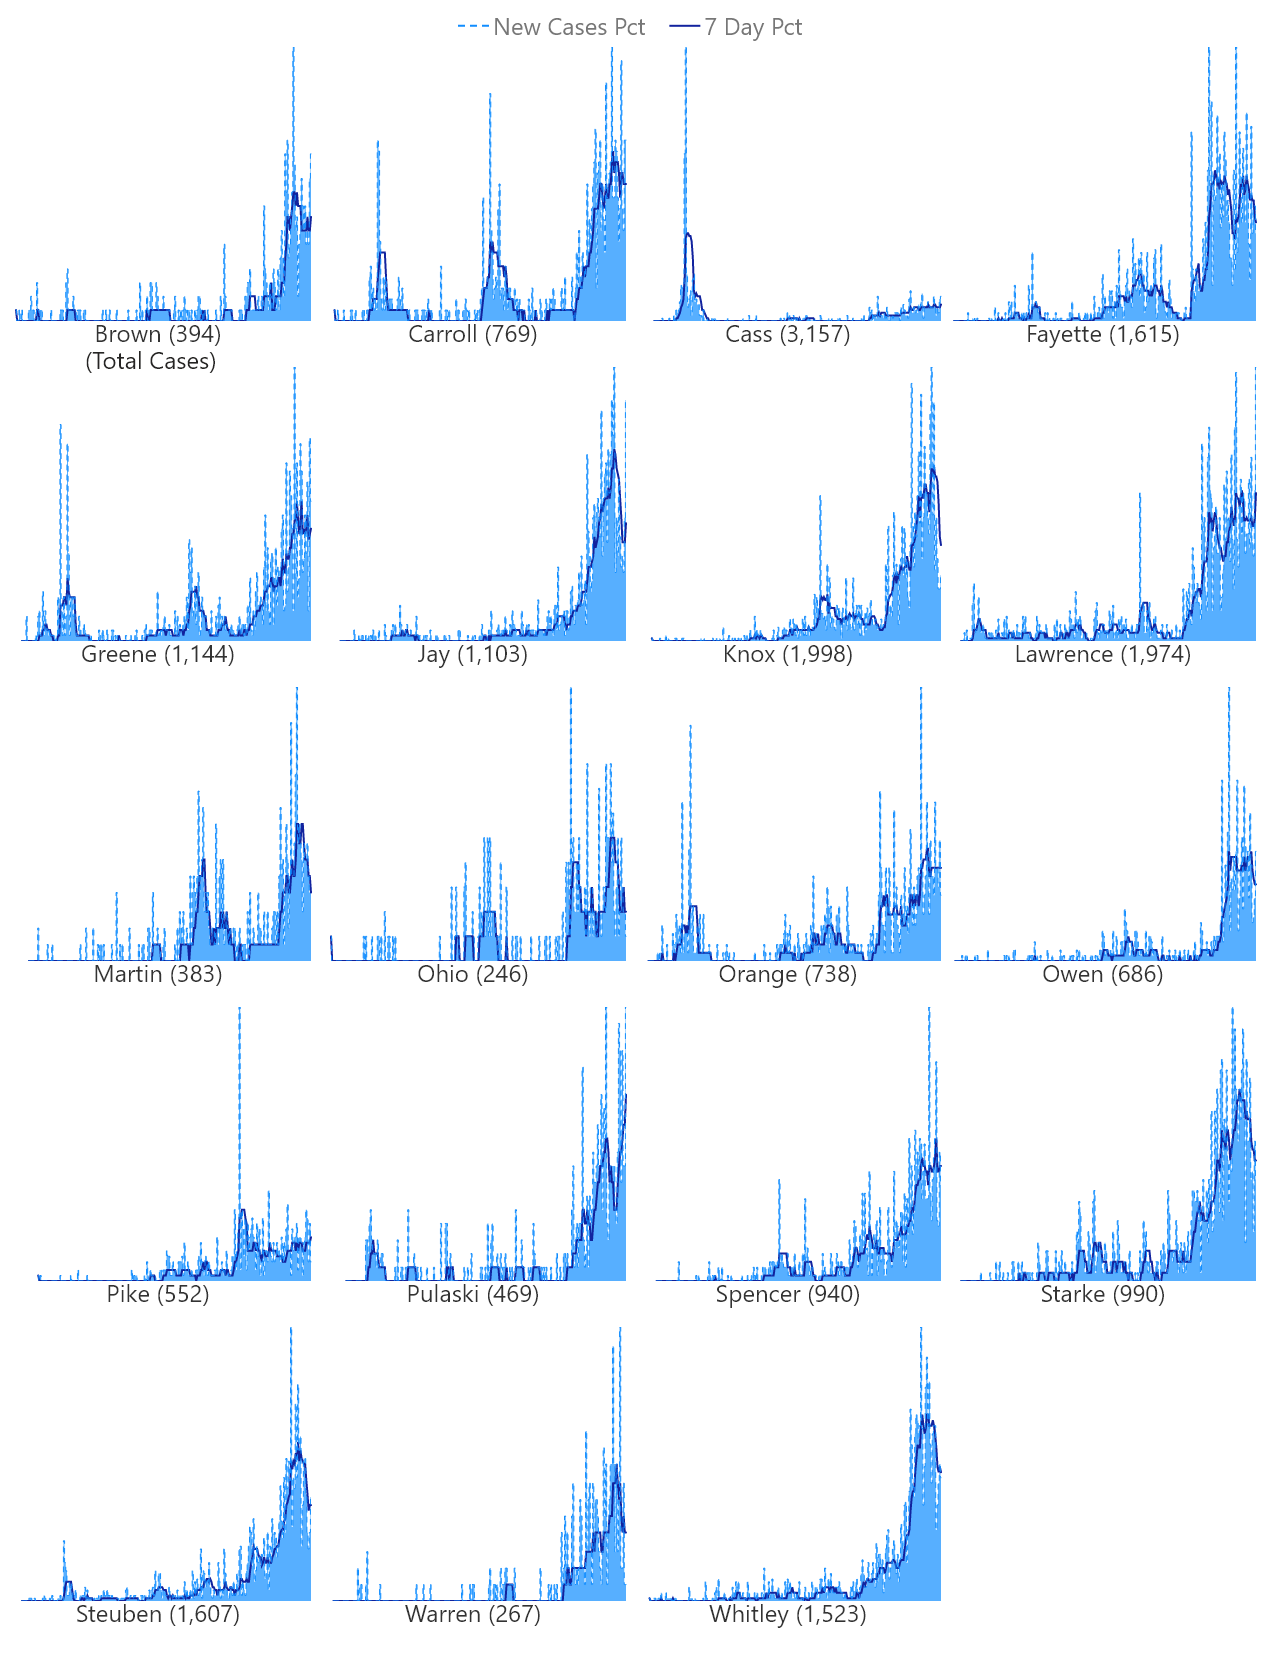 New Cases Pct 7 Day Pct
Brown (394) Carroll (769) Cass (3,157) Fayette (1,615)
(Total Cases)
Greene (1,144) Jay (1,103) Knox (1,998) Lawrence (1,974)
Martin (383) Ohio (246) Orange (738) Owen (686)
Pike (552) Pulaski (469) Spencer (940) Starke (990)
Steuben (1,607) Warren (267) Whitley (1,523)